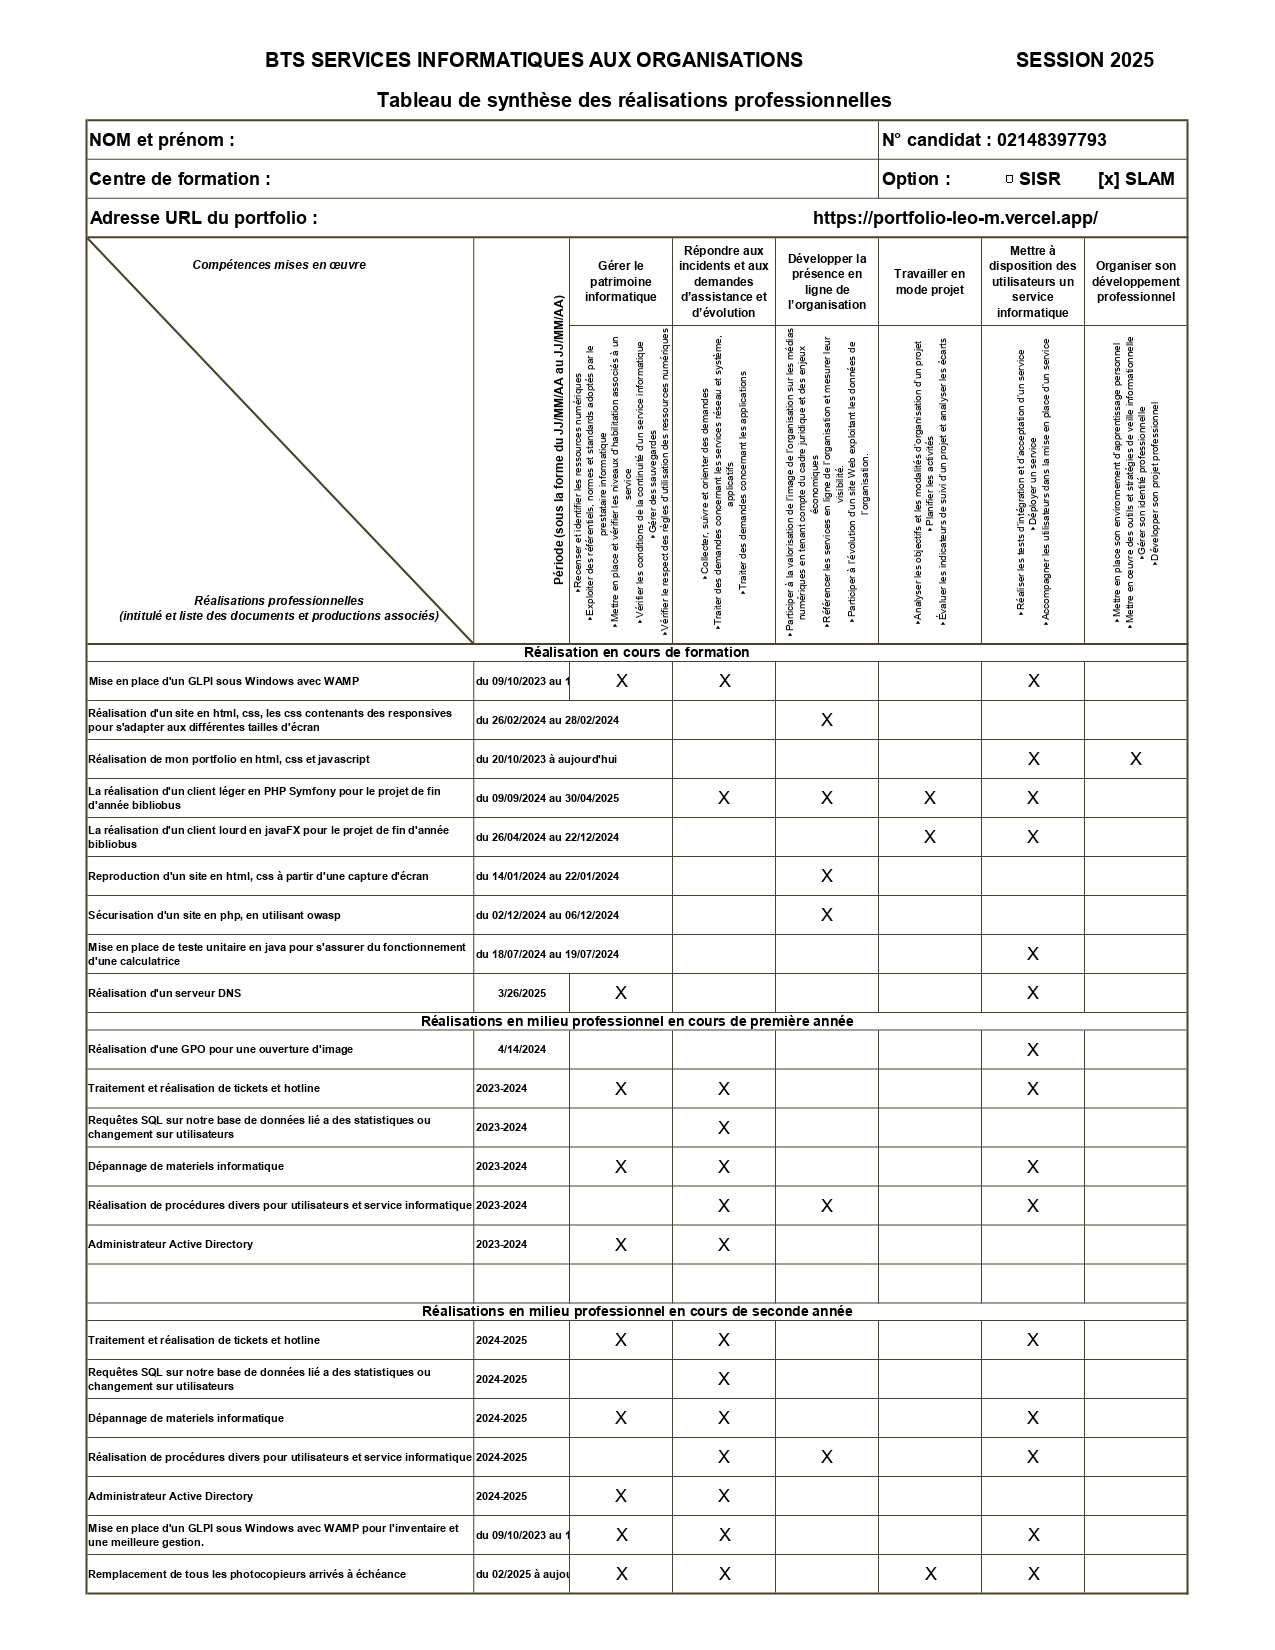 BTS SERVICES INFORMATIQUES AUX ORGANISATIONS SESSION 2025
Tableau de synthèse des réalisations professionnelles
NOM et prénom :
N° candidat : 02148397793
Centre de formation :
Option : □ SISR [x] SLAM
Adresse URL du portfolio : https://portfolio-leo-m.vercel.app/
Compétences mises en œuvre
Réalisations professionnelles
(intitulé et liste des documents et productions associés)
Période (sous la forme du JJ/MM/AA au JJ/MM/AA)
Gérer le
patrimoine
informatique
Répondre aux
incidents et aux
demandes
d'assistance et
d'évolution
Développer la
présence en
ligne de
l'organisation
Travailler en
mode projet
Mettre à
disposition des
utilisateurs un
service
informatique
Organiser son
développement
professionnel
‣Recenser et identifier les ressources numériques
‣Exploiter des référentiels, normes et standards adoptés par le
prestataire informatique
‣Mettre en place et vérifier les niveaux d'habilitation associés à un
service
‣Vérifier les conditions de la continuité d'un service informatique
‣Gérer des sauvegardes
‣Vérifier le respect des règles d'utilisation des ressources numériques
‣Collecter, suivre et orienter des demandes
‣Traiter des demandes concernant les services réseau et système,
applicatifs
‣Traiter des demandes concernant les applications
‣Participer à la valorisation de l'image de l'organisation sur les médias
numériques en tenant compte du cadre juridique et des enjeux
économiques
‣Référencer les services en ligne de l'organisation et mesurer leur
visibilité.
‣Participer à l'évolution d'un site Web exploitant les données de
l'organisation.
‣Analyser les objectifs et les modalités d'organisation d'un projet
‣Planifier les activités
‣Évaluer les indicateurs de suivi d'un projet et analyser les écarts
‣Réaliser les tests d'intégration et d'acceptation d'un service
‣Déployer un service
‣Accompagner les utilisateurs dans la mise en place d'un service
‣Mettre en place son environnement d'apprentissage personnel
‣Mettre en œuvre des outils et stratégies de veille informationnelle
‣Gérer son identité professionnelle
‣Développer son projet professionnel
Réalisation en cours de formation
Mise en place d'un GLPI sous Windows avec WAMP du 09/10/2023 au 1 X X X
Réalisation d'un site en html, css, les css contenants des responsives
pour s'adapter aux différentes tailles d'écran
du 26/02/2024 au 28/02/2024 X
Réalisation de mon portfolio en html, css et javascript du 20/10/2023 à aujourd'hui X X
La réalisation d'un client léger en PHP Symfony pour le projet de fin
d'année bibliobus
du 09/09/2024 au 30/04/2025 X X X X
La réalisation d'un client lourd en javaFX pour le projet de fin d'année
bibliobus
du 26/04/2024 au 22/12/2024 X X
Reproduction d'un site en html, css à partir d'une capture d'écran du 14/01/2024 au 22/01/2024 X
Sécurisation d'un site en php, en utilisant owasp du 02/12/2024 au 06/12/2024 X
Mise en place de teste unitaire en java pour s'assurer du fonctionnement
d'une calculatrice
du 18/07/2024 au 19/07/2024 X
Réalisation d'un serveur DNS 3/26/2025 X X
Réalisations en milieu professionnel en cours de première année
Réalisation d'une GPO pour une ouverture d'image 4/14/2024 X
Traitement et réalisation de tickets et hotline 2023-2024 X X X
Requêtes SQL sur notre base de données lié a des statistiques ou
changement sur utilisateurs
2023-2024 X
Dépannage de materiels informatique 2023-2024 X X X
Réalisation de procédures divers pour utilisateurs et service informatique 2023-2024 X X X
Administrateur Active Directory 2023-2024 X X
Réalisations en milieu professionnel en cours de seconde année
Traitement et réalisation de tickets et hotline 2024-2025 X X X
Requêtes SQL sur notre base de données lié a des statistiques ou
changement sur utilisateurs
2024-2025 X
Dépannage de materiels informatique 2024-2025 X X X
Réalisation de procédures divers pour utilisateurs et service informatique 2024-2025 X X X
Administrateur Active Directory 2024-2025 X X
Mise en place d'un GLPI sous Windows avec WAMP pour l'inventaire et
une meilleure gestion.
du 09/10/2023 au 1 X X X
Remplacement de tous les photocopieurs arrivés à échéance du 02/2025 à aujou X X X X